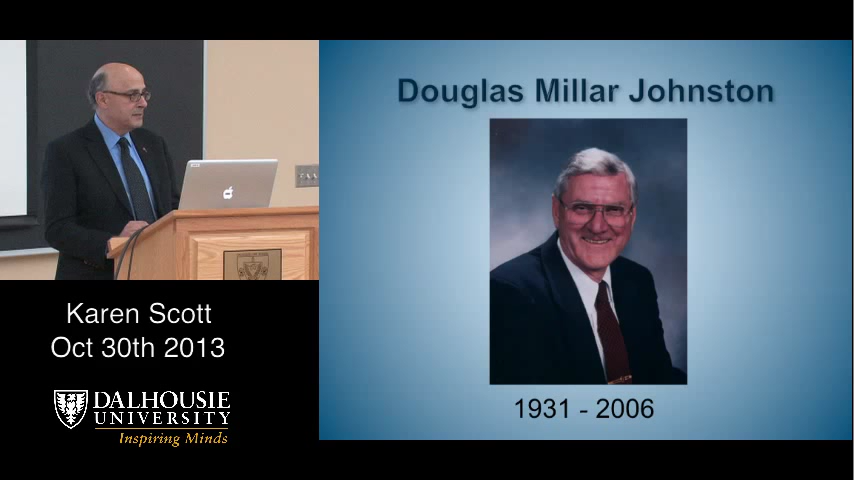 Douglas Millar Johnston
1931 - 2006
Karen Scott
Oct 30th 2013
DALHOUSIE
UNIVERSITY
Inspiring Minds